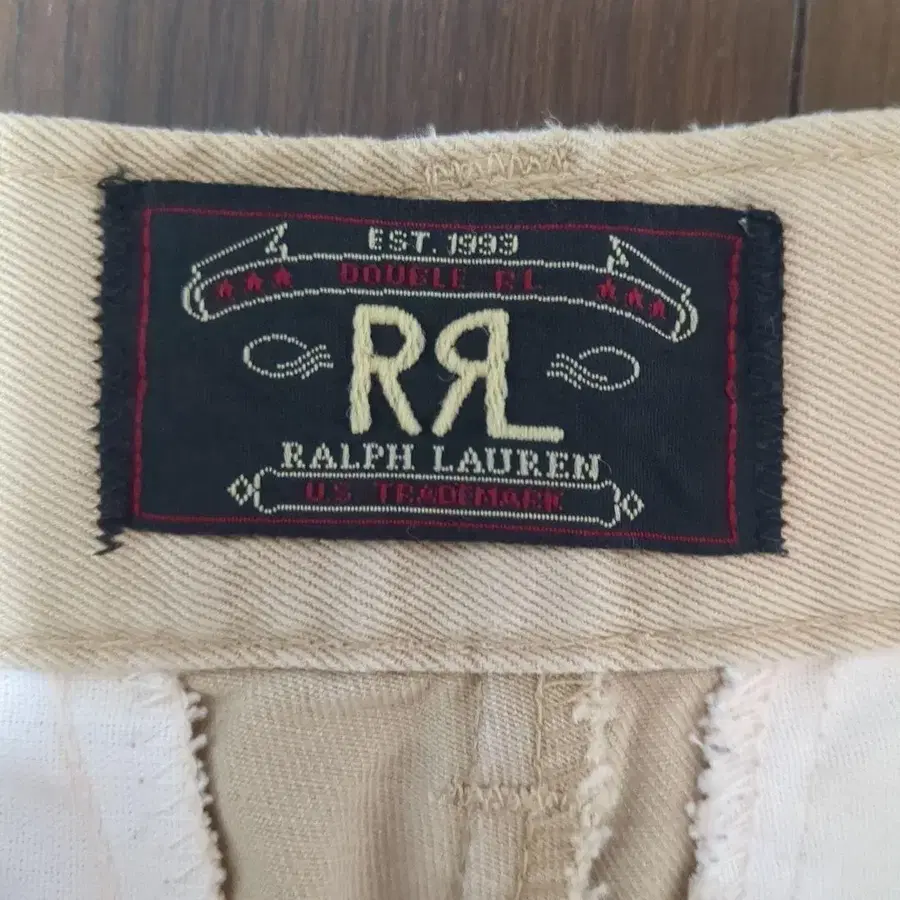 EST. 1993
DOUBLE RL
RRL
RALPH LAUREN
U.S TRADEMARK